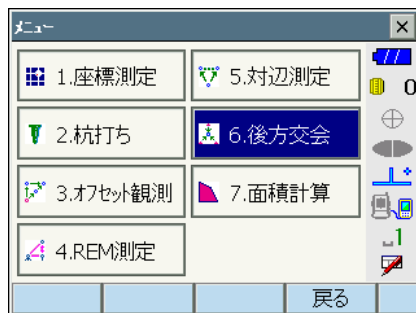 メニュー
1.座標測定
5.対辺測定
2.杭打ち
6.後方交会
3.オフセット観測
7.面積計算
4.REM測定
0
1
戻る